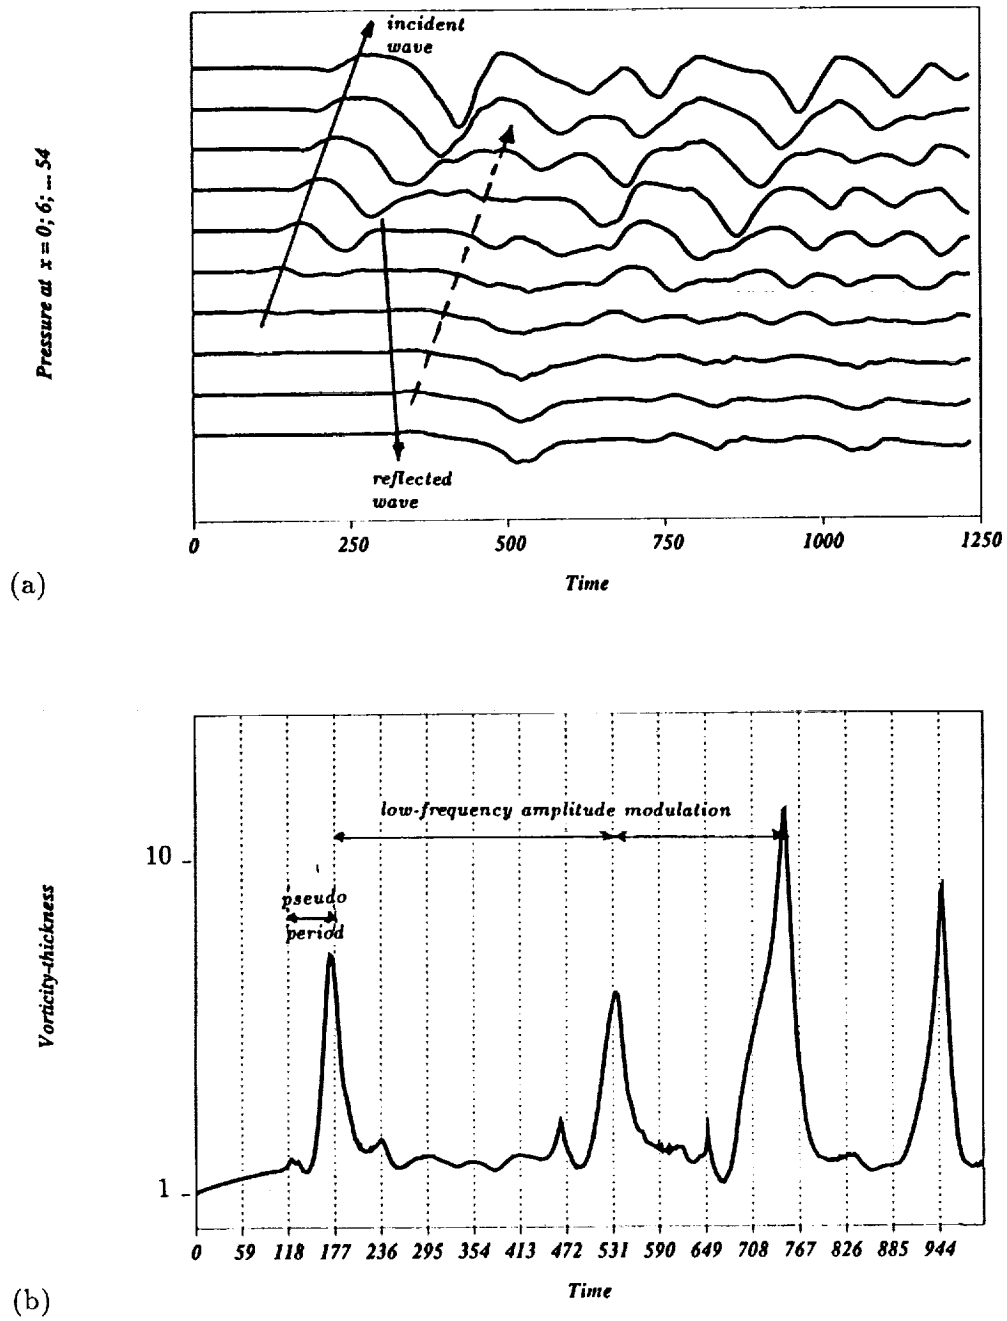 incident
wave
Pressure at x = 0; 6; ... 54
reflected
wave
0 250 500 750 1000 1250
Time
(a)
low-frequency amplitude modulation
10
pseudo
period
Vorticity-thickness
1
0 59 118 177 236 295 354 413 472 531 590 649 708 767 826 885 944
Time
(b)